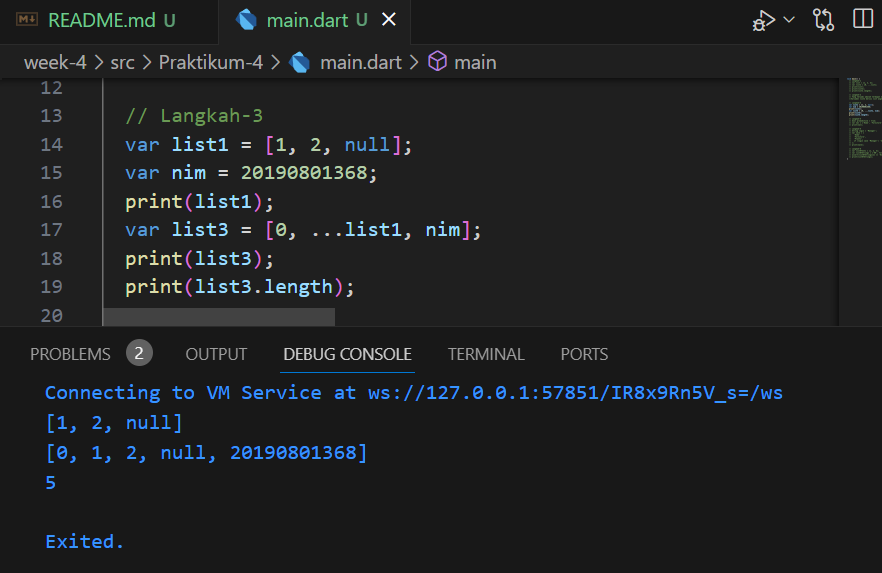 README.md U
main.dart U
week-4 > src > Praktikum-4 > main.dart > main
12
13 // Langkah-3
14 var list1 = [1, 2, null];
15 var nim = 20190801368;
16 print(list1);
17 var list3 = [0, ...list1, nim];
18 print(list3);
19 print(list3.length);
20
PROBLEMS 2 OUTPUT DEBUG CONSOLE TERMINAL PORTS
Connecting to VM Service at ws://127.0.0.1:57851/IR8x9Rn5V_s=/ws
[1, 2, null]
[0, 1, 2, null, 20190801368]
5
Exited.